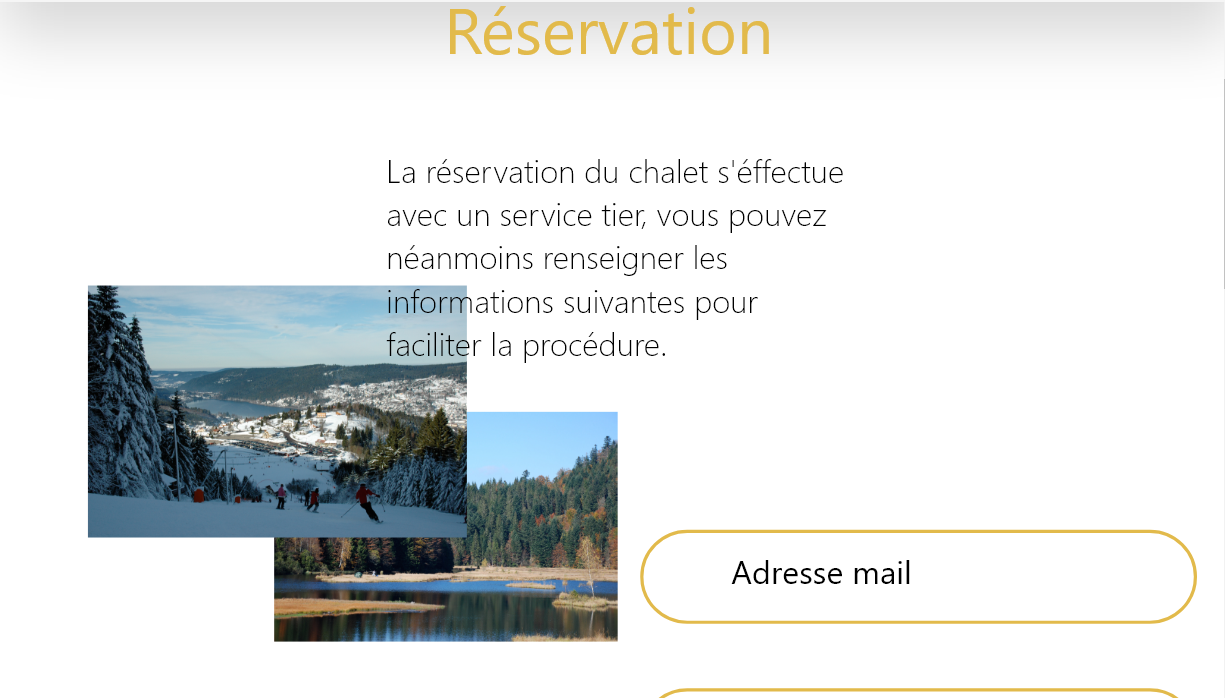 Réservation
La réservation du chalet s'éffectue
avec un service tier, vous pouvez
néanmoins renseigner les
informations suivantes pour
faciliter la procédure.
Adresse mail